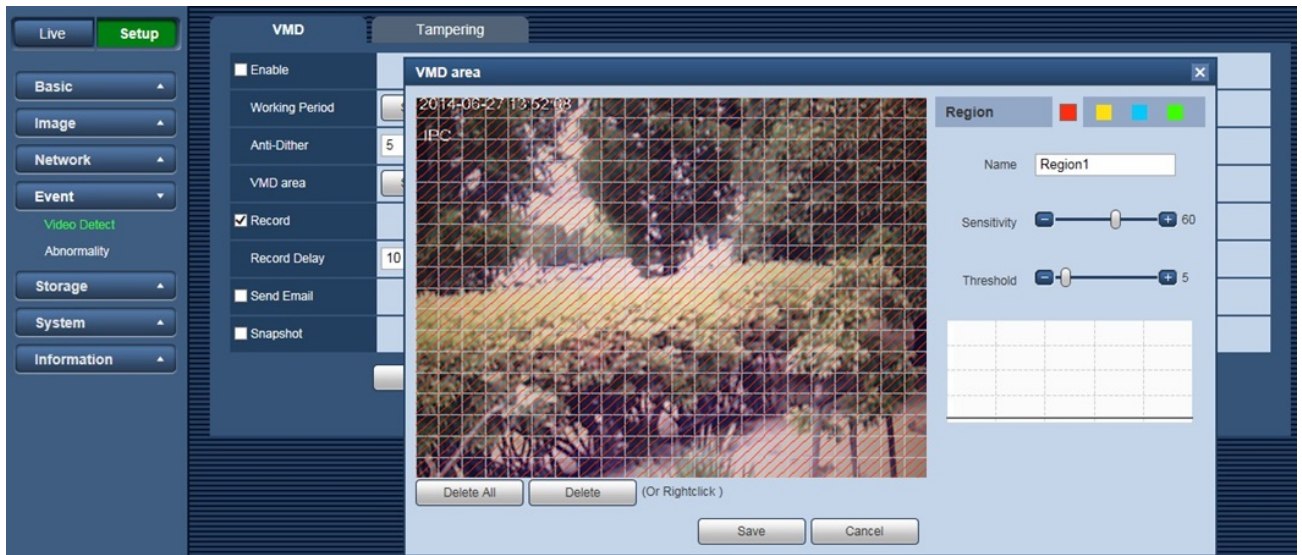 Live Setup
Basic
Image
Network
Event
Video Detect
Abnormality
Storage
System
Information
VMD Tampering
Enable
Working Period
Anti-Dither 5
VMD area
Record
Record Delay 10
Send Email
Snapshot
VMD area
2014-06-27 13:52:08
IPC
Region
Name Region1
Sensitivity 60
Threshold 5
Delete All Delete (Or Rightclick )
Save Cancel